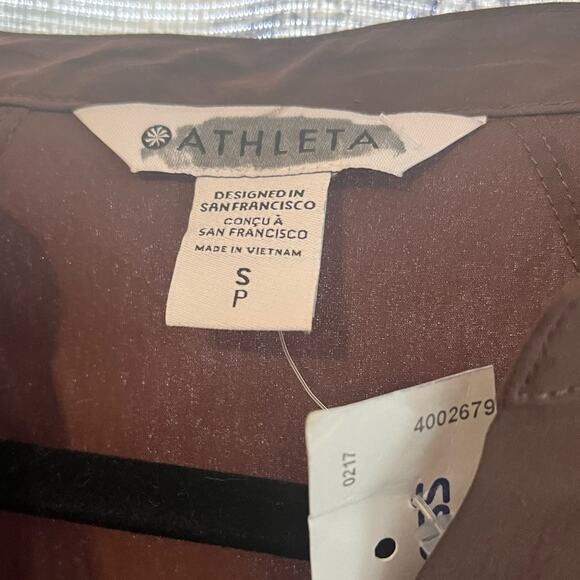 ATHLETA
DESIGNED IN
SAN FRANCISCO
CONÇU À
SAN FRANCISCO
MADE IN VIETNAM
S
P
4002679
0217